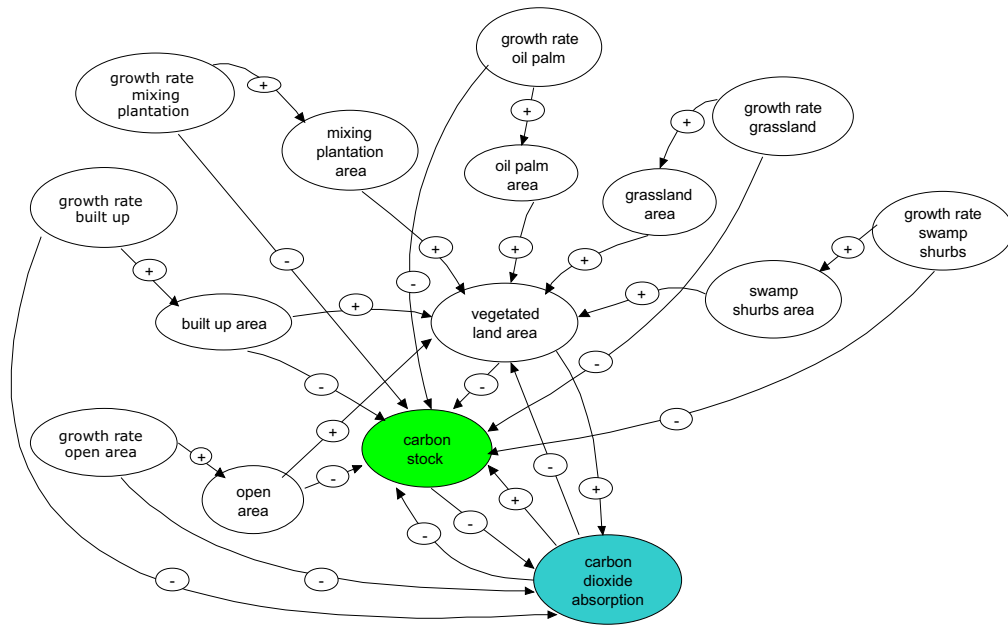 growth rate
oil palm
growth rate
mixing
plantation
+
+
growth rate
grassland
+
mixing
plantation
area
oil palm
area
grassland
area
growth rate
built up
growth rate
swamp
shurbs
+
+
+
+
-
+
-
+
swamp
shurbs area
built up area
+
vegetated
land area
-
-
-
-
growth rate
open area
+
carbon
stock
+
-
-
open
area
+
+
-
-
carbon
dioxide
absorption
-
-